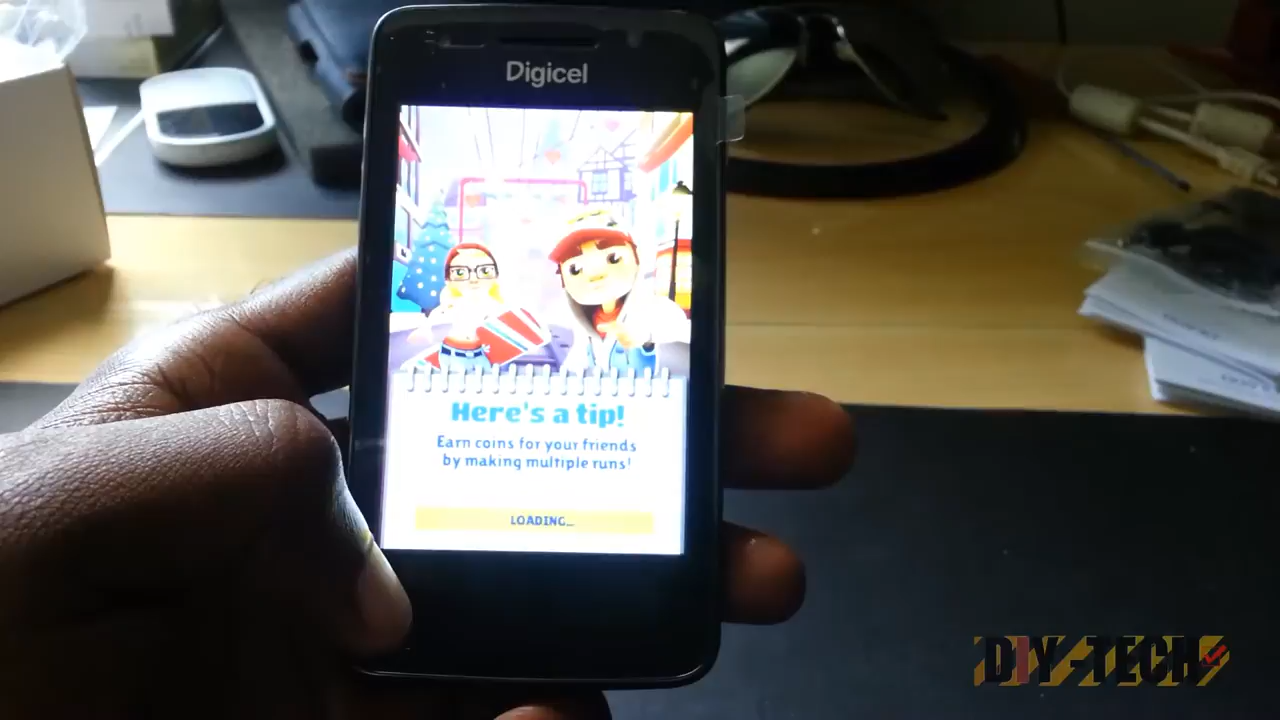 Digicel
Here's a tip!
Earn coins for your friends
by making multiple runs!
LOADING...
DIY-TECH